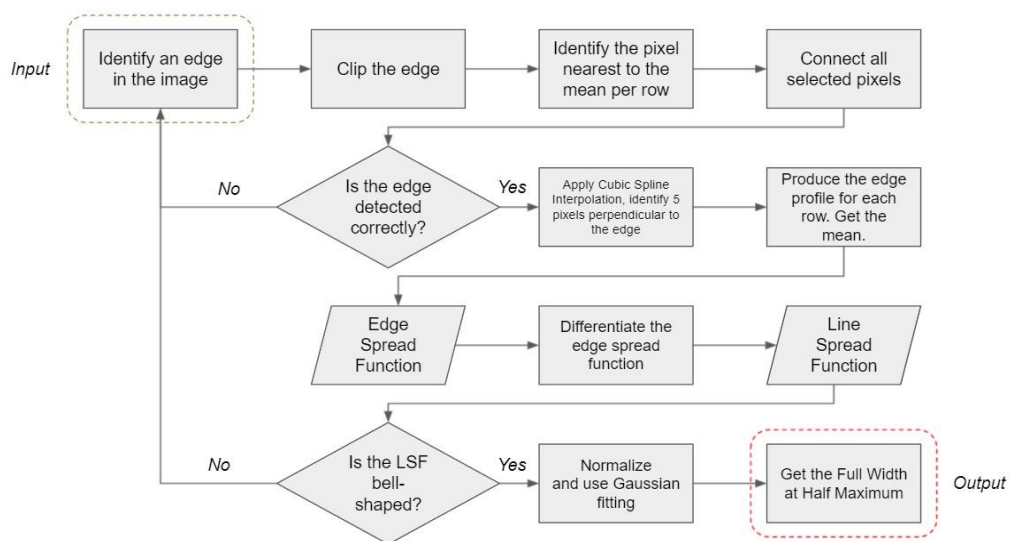 Input
Identify an edge
in the image
Clip the edge
Identify the pixel
nearest to the
mean per row
Connect all
selected pixels
No
Is the edge
detected
correctly?
Yes
Apply Cubic Spline
Interpolation, identify 5
pixels perpendicular to
the edge
Produce the edge
profile for each
row. Get the
mean.
Edge
Spread
Function
Differentiate the
edge spread
function
Line
Spread
Function
No
Is the LSF
bell-
shaped?
Yes
Normalize
and use Gaussian
fitting
Get the Full Width
at Half Maximum
Output